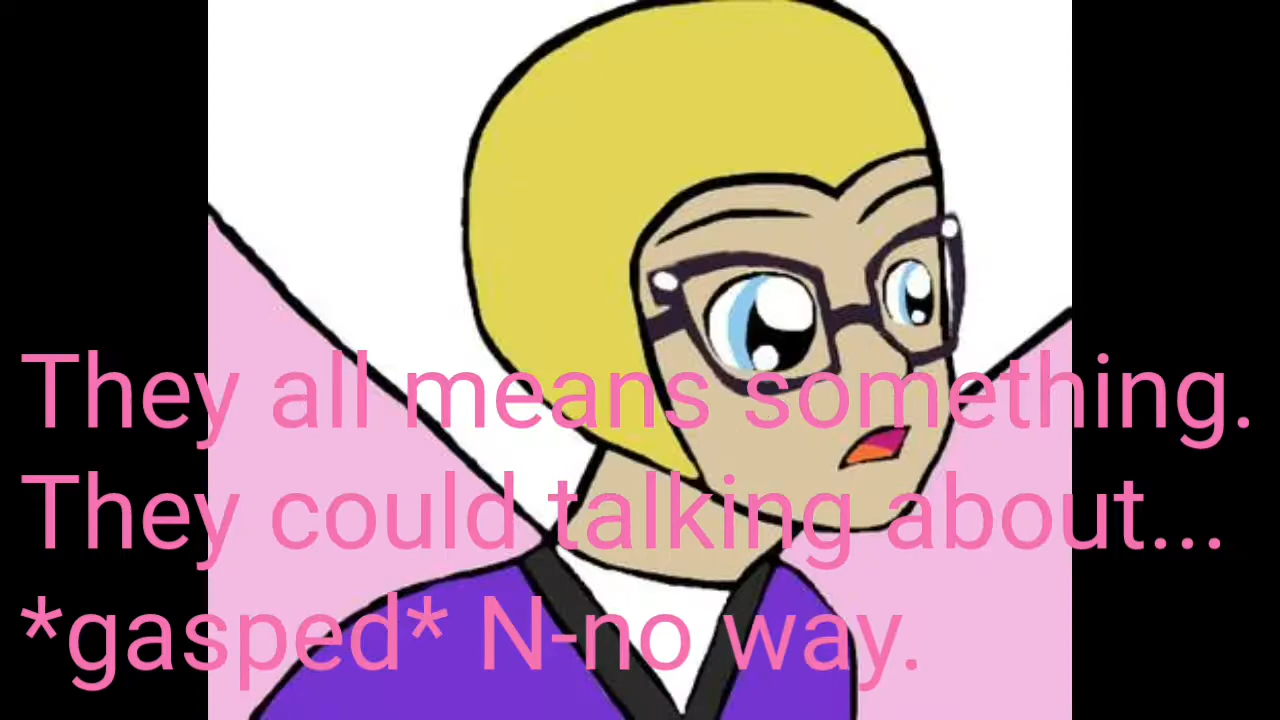 They all means something.
They could talking about...
*gasped* N-no way.